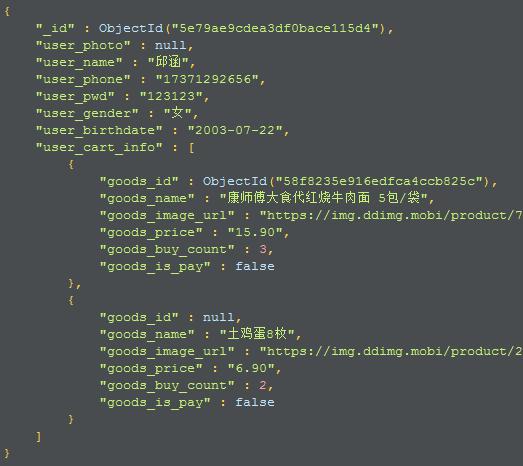 {
"_id" : ObjectId("5e79ae9cdea3df0bace115d4"),
"user_photo" : null,
"user_name" : "邱涵",
"user_phone" : "17371292656",
"user_pwd" : "123123",
"user_gender" : "女",
"user_birthdate" : "2003-07-22",
"user_cart_info" : [
{
"goods_id" : ObjectId("58f8235e916edfca4ccb825c"),
"goods_name" : "康师傅大食代红烧牛肉面 5包/袋",
"goods_image_url" : "https://img.ddimg.mobi/product/7
"goods_price" : "15.90",
"goods_buy_count" : 3,
"goods_is_pay" : false
},
{
"goods_id" : null,
"goods_name" : "土鸡蛋8枚",
"goods_image_url" : "https://img.ddimg.mobi/product/2
"goods_price" : "6.90",
"goods_buy_count" : 2,
"goods_is_pay" : false
}
]
}